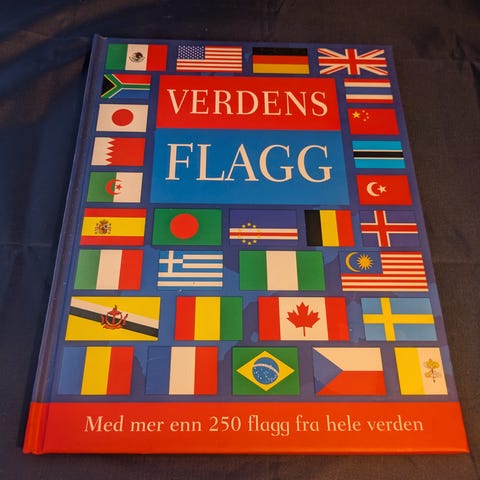 VERDENS
FLAGG
Med mer enn 250 flagg fra hele verden